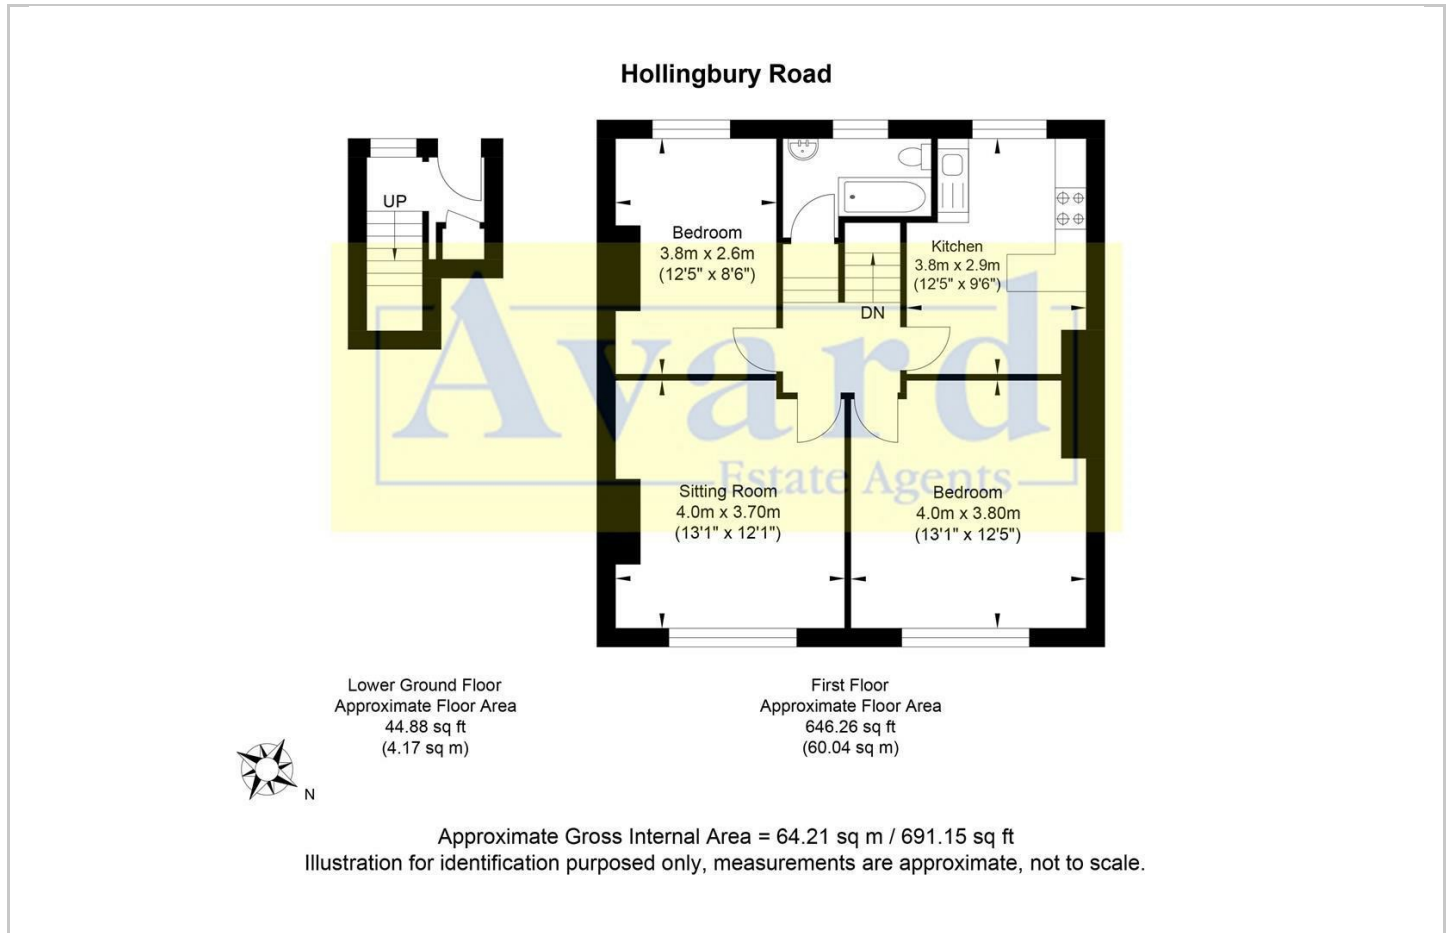 Hollingbury Road
UP
Bedroom
3.8m x 2.6m
(12'5" x 8'6")
Kitchen
3.8m x 2.9m
(12'5" x 9'6")
DN
Avard
Estate Agents
Sitting Room
4.0m x 3.70m
(13'1" x 12'1")
Bedroom
4.0m x 3.80m
(13'1" x 12'5")
Lower Ground Floor
Approximate Floor Area
44.88 sq ft
(4.17 sq m)
First Floor
Approximate Floor Area
646.26 sq ft
(60.04 sq m)
N
Approximate Gross Internal Area = 64.21 sq m / 691.15 sq ft
Illustration for identification purposed only, measurements are approximate, not to scale.